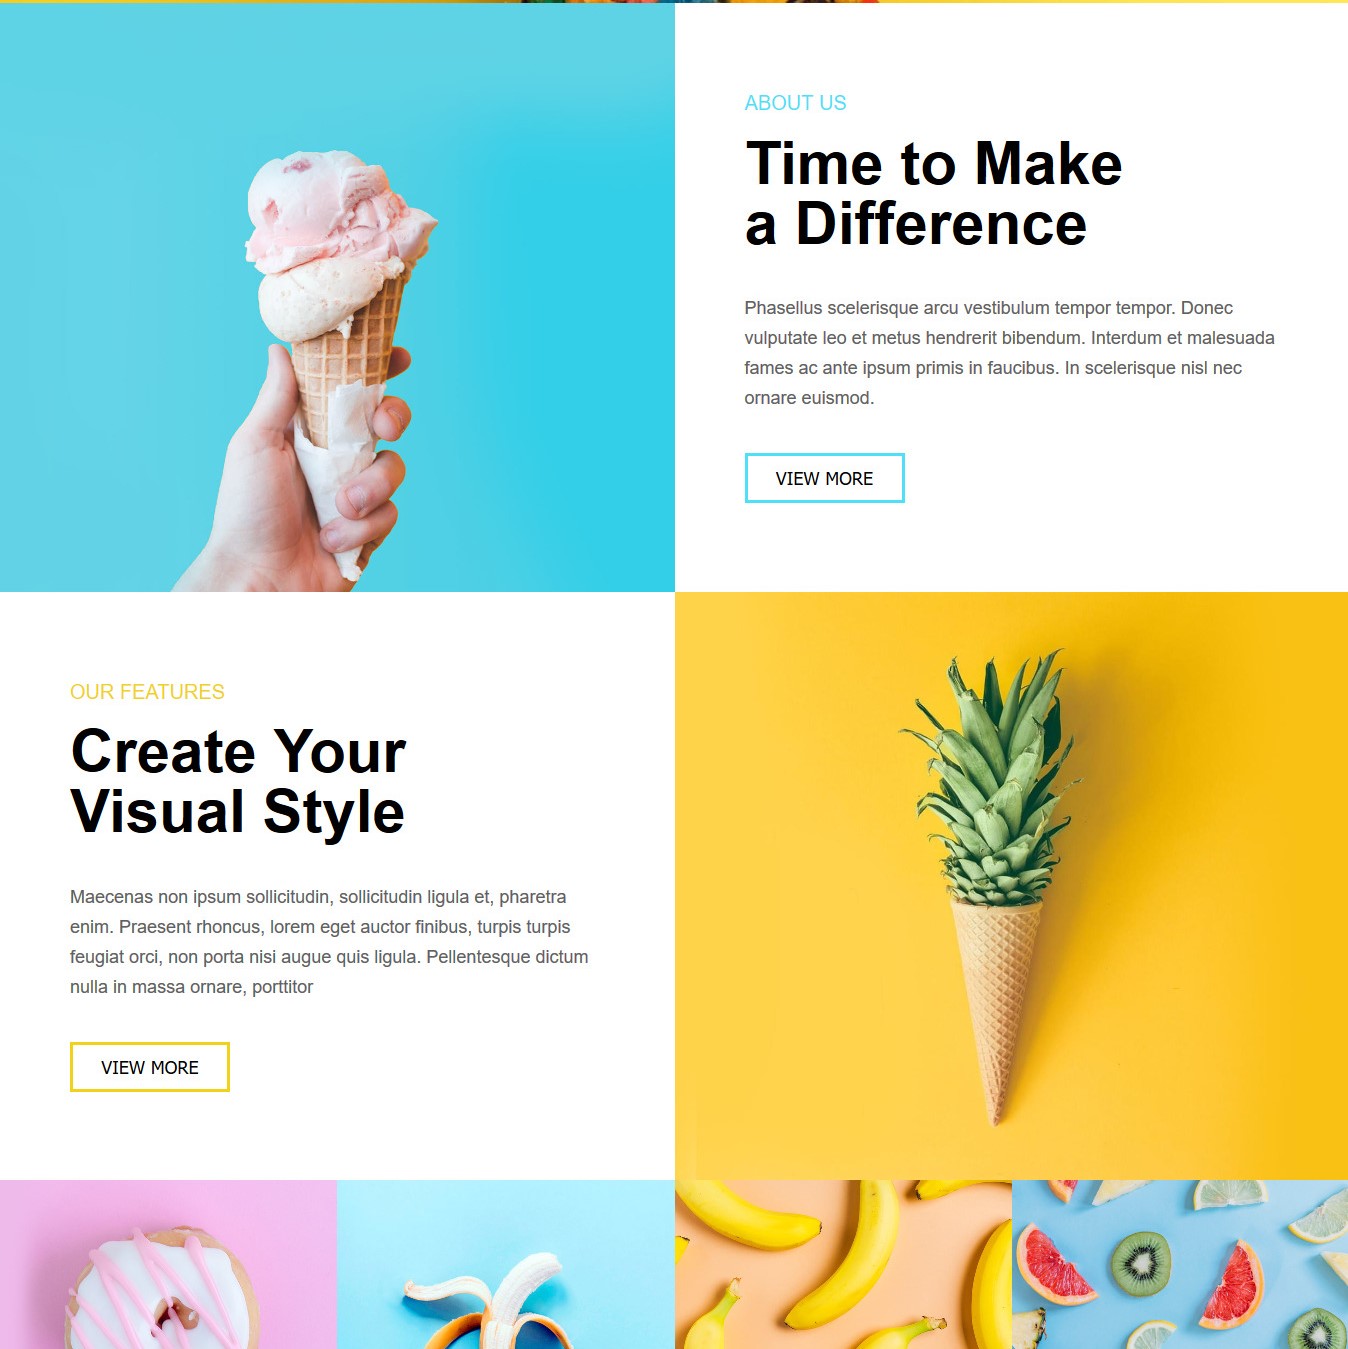 ABOUT US
Time to Make
a Difference
Phasellus scelerisque arcu vestibulum tempor tempor. Donec
vulputate leo et metus hendrerit bibendum. Interdum et malesuada
fames ac ante ipsum primis in faucibus. In scelerisque nisl nec
ornare euismod.
VIEW MORE
OUR FEATURES
Create Your
Visual Style
Maecenas non ipsum sollicitudin, sollicitudin ligula et, pharetra
enim. Praesent rhoncus, lorem eget auctor finibus, turpis turpis
feugiat orci, non porta nisi augue quis ligula. Pellentesque dictum
nulla in massa ornare, porttitor
VIEW MORE